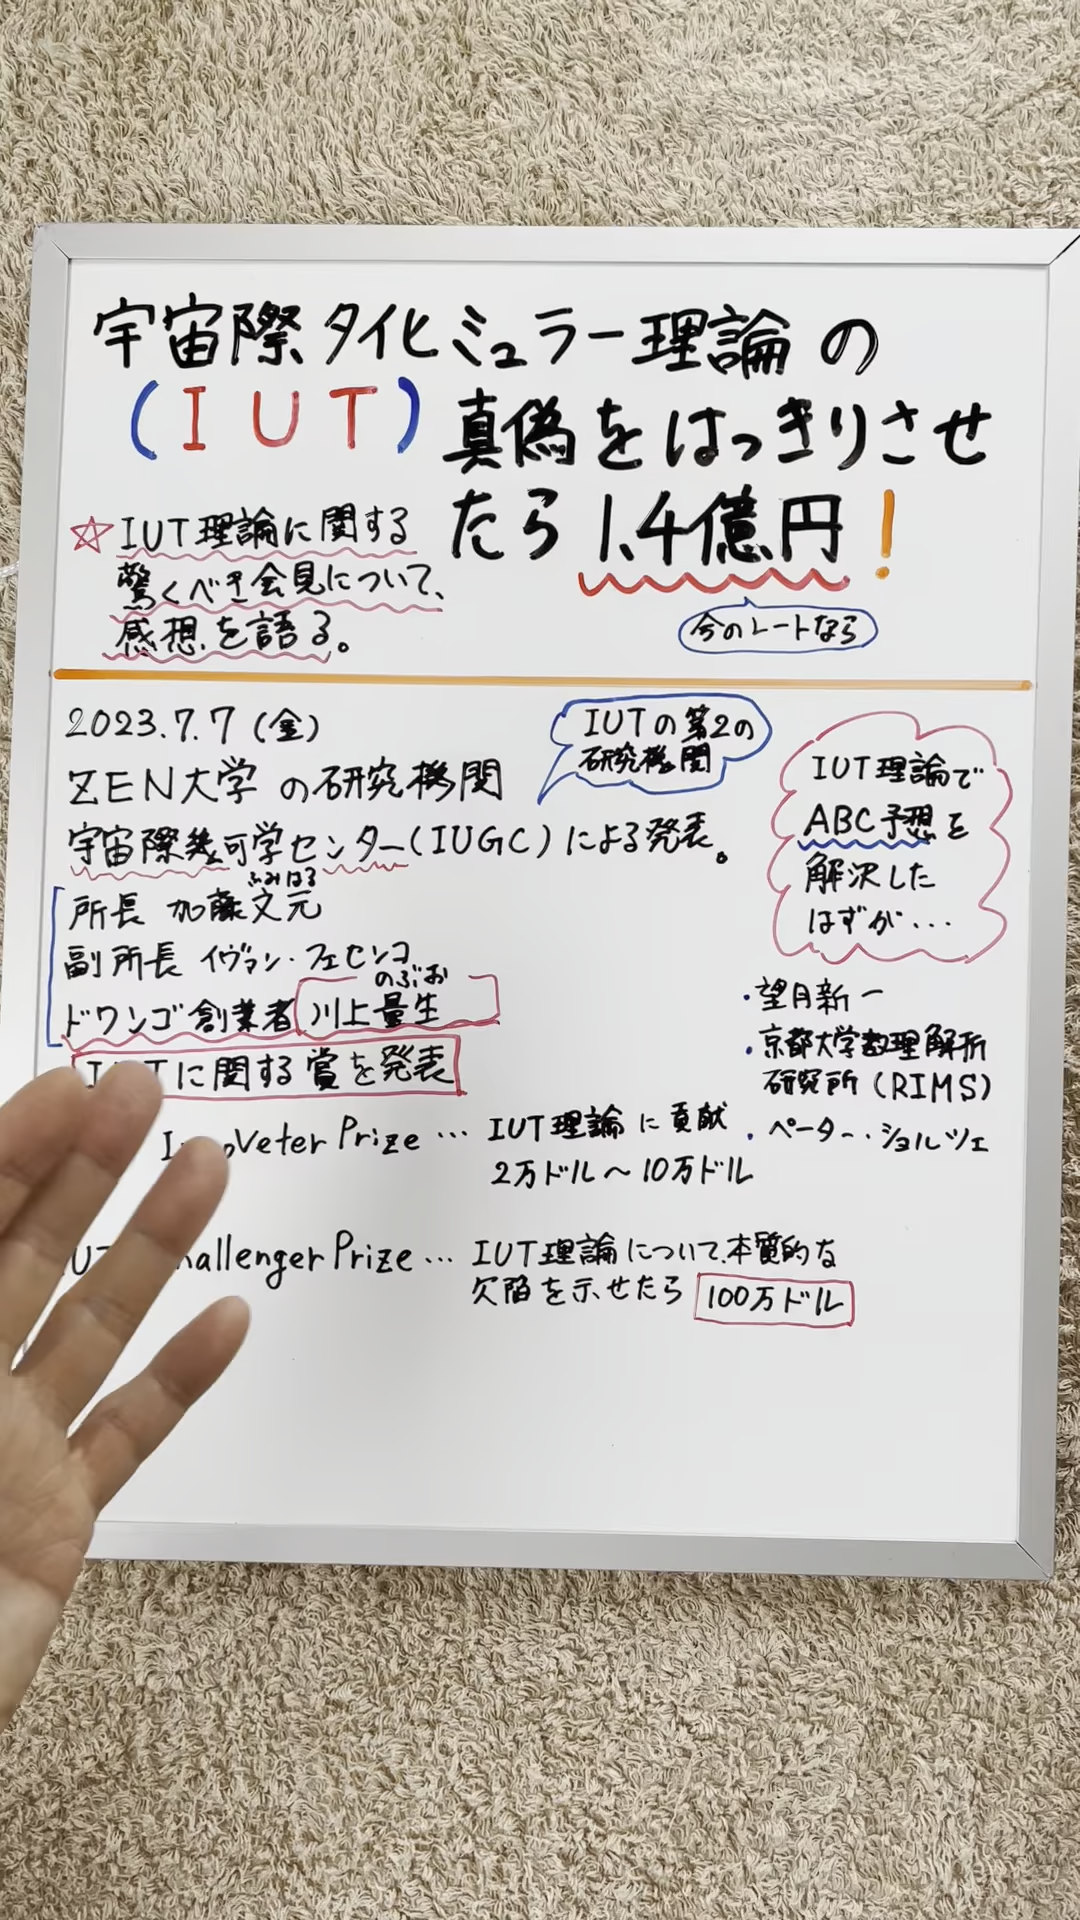 宇宙際タイヒミュラー理論の
(IUT) 真偽をはっきりさせ
たら1.4億円!
今のレートなら
☆IUT理論に関する
驚くべき会見について、
感想を語る。
2023.7.7(金)
ZEN大学の研究機関
IUTの第2の
研究機関
宇宙際幾何学センター(IUGC)による発表。
ふみはる
所長 加藤文元
副所長 イヴァン・フェセンコ
のぶお
ドワンゴ創業者 川上量生
に関する賞を発表
IUT理論で
ABC予想を
解決した
はずが...
・望月新一
・京都大学数理解析
研究所(RIMS)
・ペーター・ショルツェ
veter Prize … IUT理論に貢献
2万ドル～10万ドル
hallenger Prize … IUT理論について、本質的な
欠陥を示せたら 100万ドル